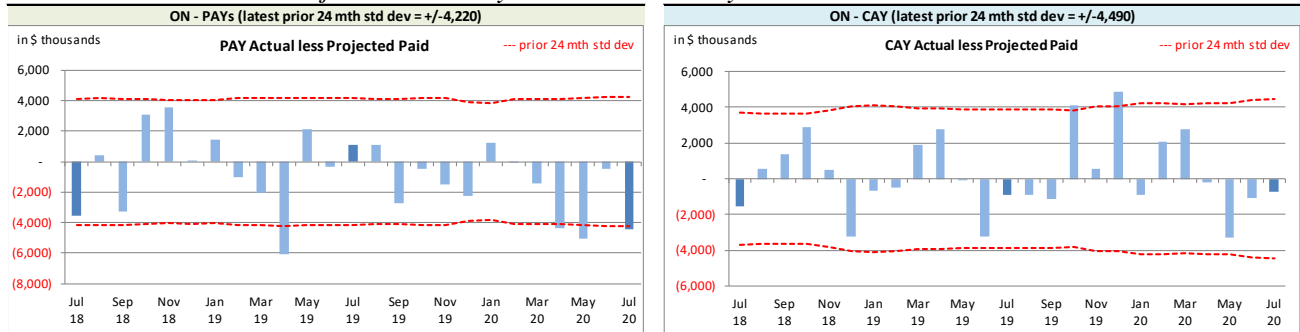 ON - PAYs (latest prior 24 mth std dev = +/-4,220)
in $ thousands
PAY Actual less Projected Paid
--- prior 24 mth std dev
6,000
4,000
2,000
-
(2,000)
(4,000)
(6,000)
(8,000)
Jul Sep Nov Jan Mar May Jul Sep Nov Jan Mar May Jul
18 18 18 19 19 19 19 19 19 20 20 20 20
ON - CAY (latest prior 24 mth std dev = +/-4,490)
in $ thousands
CAY Actual less Projected Paid
--- prior 24 mth std dev
6,000
4,000
2,000
-
(2,000)
(4,000)
(6,000)
Jul Sep Nov Jan Mar May Jul Sep Nov Jan Mar May Jul
18 18 18 19 19 19 19 19 19 20 20 20 20